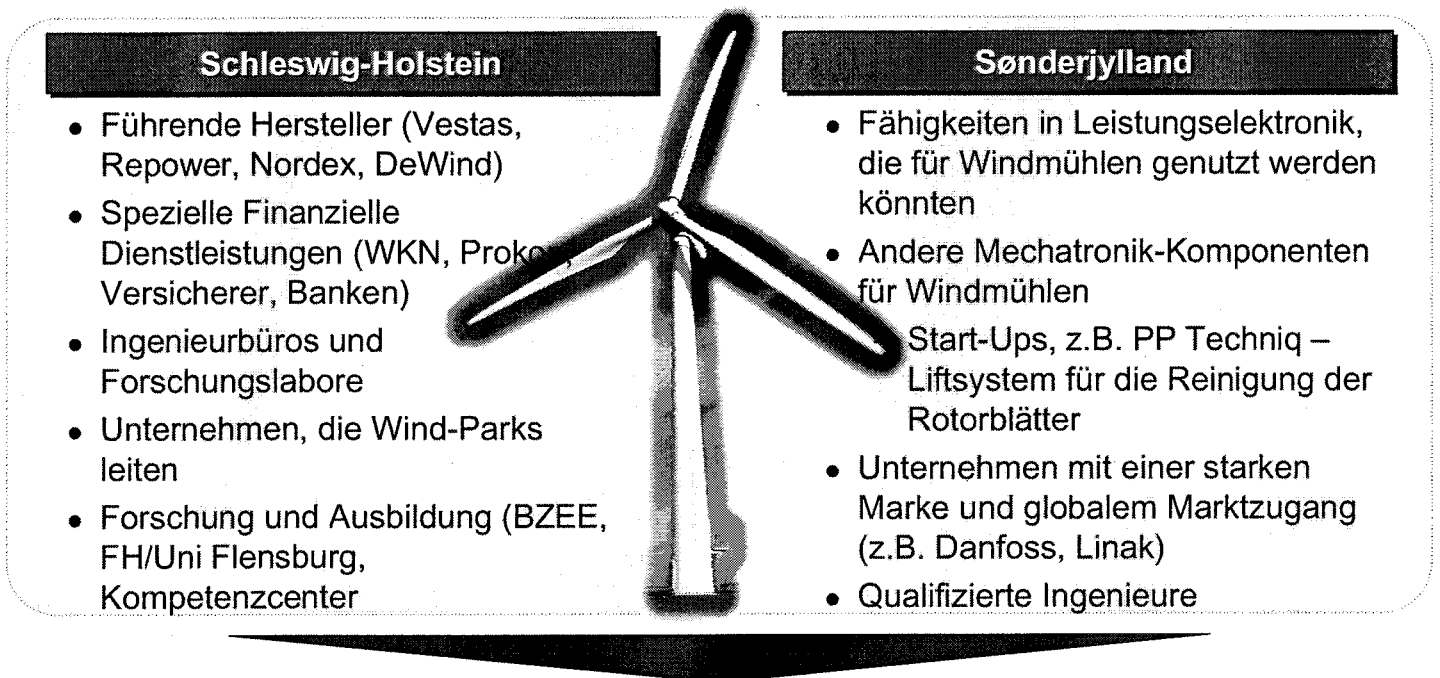 Schleswig-Holstein
• Führende Hersteller (Vestas,
Repower, Nordex, DeWind)
• Spezielle Finanzielle
Dienstleistungen (WKN,
Versicherer, Banken)
• Ingenieurbüros und
Forschungslabore
• Unternehmen, die Wind-Parks
leiten
• Forschung und Ausbildung (BZEE,
FH/Uni Flensburg,
Kompetenzcenter
Sønderjylland
• Fähigkeiten in Leistungselektronik,
die für Windmühlen genutzt werden
könnten
• Andere Mechatronik-Komponenten
für Windmühlen
Start-Ups, z.B. PP Techniq –
Liftsystem für die Reinigung der
Rotorblätter
• Unternehmen mit einer starken
Marke und globalem Marktzugang
(z.B. Danfoss, Linak)
• Qualifizierte Ingenieure